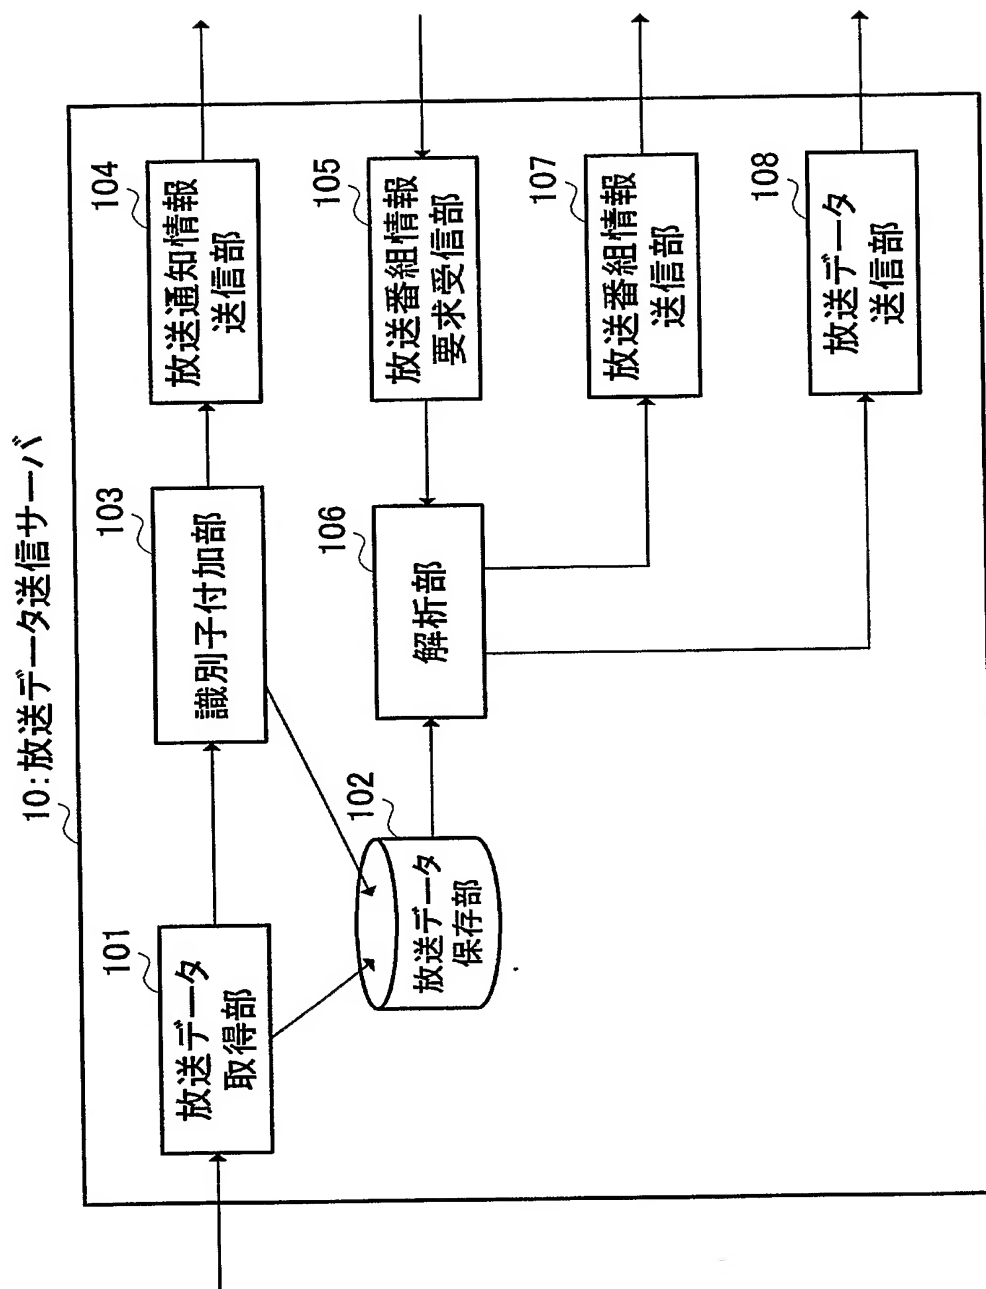 10:放送データ送信サーバ
101
放送データ
取得部
103
識別子付加部
104
放送通知情報
送信部
102
放送データ
保存部
106
解析部
105
放送番組情報
要求受信部
107
放送番組情報
送信部
108
放送データ
送信部